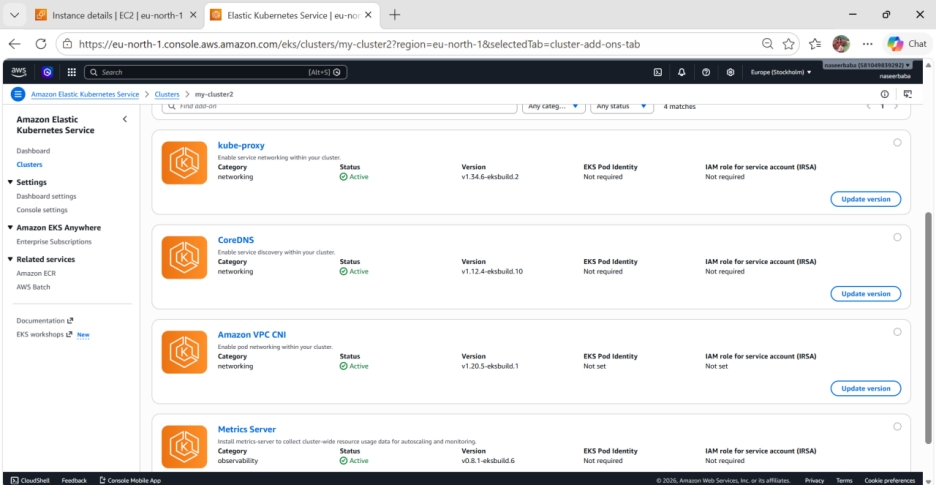 Instance details | EC2 | eu-north-1
Elastic Kubernetes Service | eu-nor
https://eu-north-1.console.aws.amazon.com/eks/clusters/my-cluster2?region=eu-north-1&selectedTab=cluster-add-ons-tab
Chat
aws
Search
[Alt+S]
Europe (Stockholm)
naseerbaba (581049839292)
naseerbaba
Amazon Elastic Kubernetes Service > Clusters > my-cluster2
Amazon Elastic
Kubernetes Service
Dashboard
Clusters
Settings
Dashboard settings
Console settings
Amazon EKS Anywhere
Enterprise Subscriptions
Related services
Amazon ECR
AWS Batch
Documentation
EKS workshops New
Find add-on
Any categ...
Any status
4 matches
1
kube-proxy
Enable service networking within your cluster.
Category Status Version EKS Pod Identity IAM role for service account (IRSA)
networking Active v1.34.6-eksbuild.2 Not required Not required
Update version
CoreDNS
Enable service discovery within your cluster.
Category Status Version EKS Pod Identity IAM role for service account (IRSA)
networking Active v1.12.4-eksbuild.10 Not required Not required
Update version
Amazon VPC CNI
Enable pod networking within your cluster.
Category Status Version EKS Pod Identity IAM role for service account (IRSA)
networking Active v1.20.5-eksbuild.1 Not set Not set
Update version
Metrics Server
Install metrics-server to collect cluster-wide resource usage data for autoscaling and monitoring.
Category Status Version EKS Pod Identity IAM role for service account (IRSA)
observability Active v0.8.1-eksbuild.6 Not required Not required
CloudShell Feedback Console Mobile App
© 2026, Amazon Web Services, Inc. or its affiliates. Privacy Terms Cookie preferences